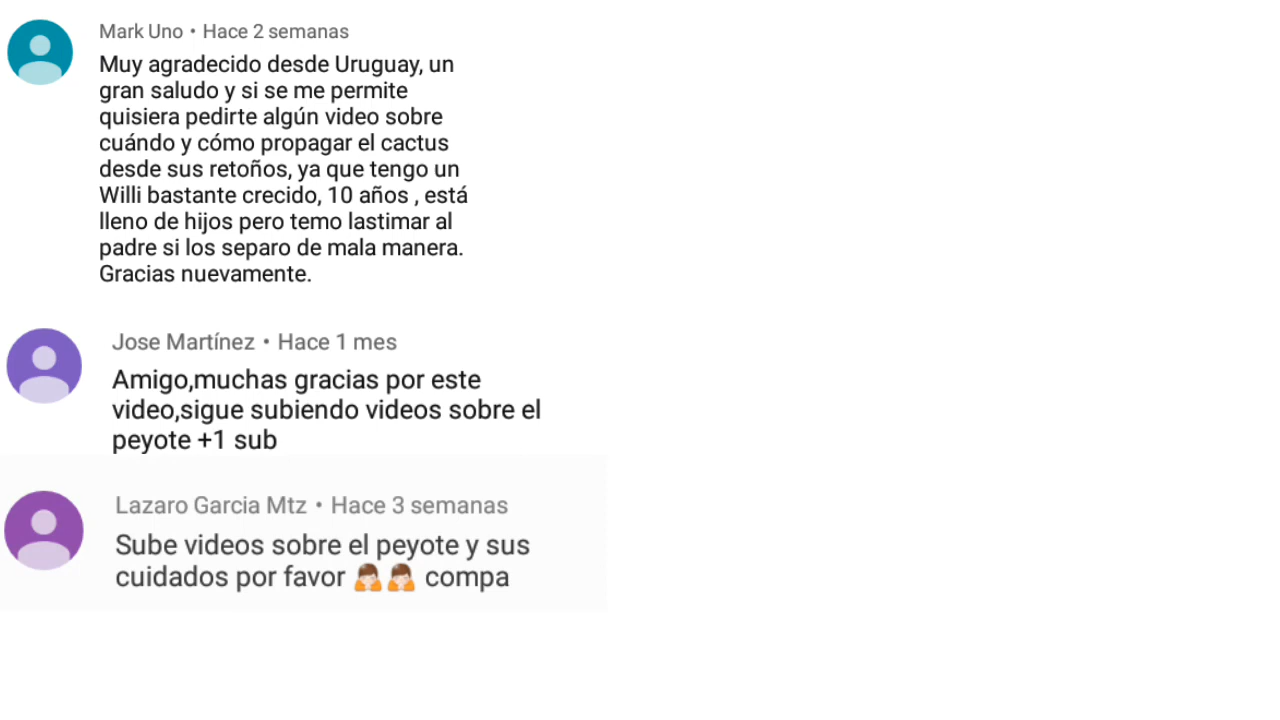 Mark Uno • Hace 2 semanas
Muy agradecido desde Uruguay, un
gran saludo y si se me permite
quisiera pedirte algún video sobre
cuándo y cómo propagar el cactus
desde sus retoños, ya que tengo un
Willi bastante crecido, 10 años , está
lleno de hijos pero temo lastimar al
padre si los separo de mala manera.
Gracias nuevamente.
Jose Martínez • Hace 1 mes
Amigo,muchas gracias por este
video,sigue subiendo videos sobre el
peyote +1 sub
Lazaro Garcia Mtz • Hace 3 semanas
Sube videos sobre el peyote y sus
cuidados por favor 🙇🙇 compa